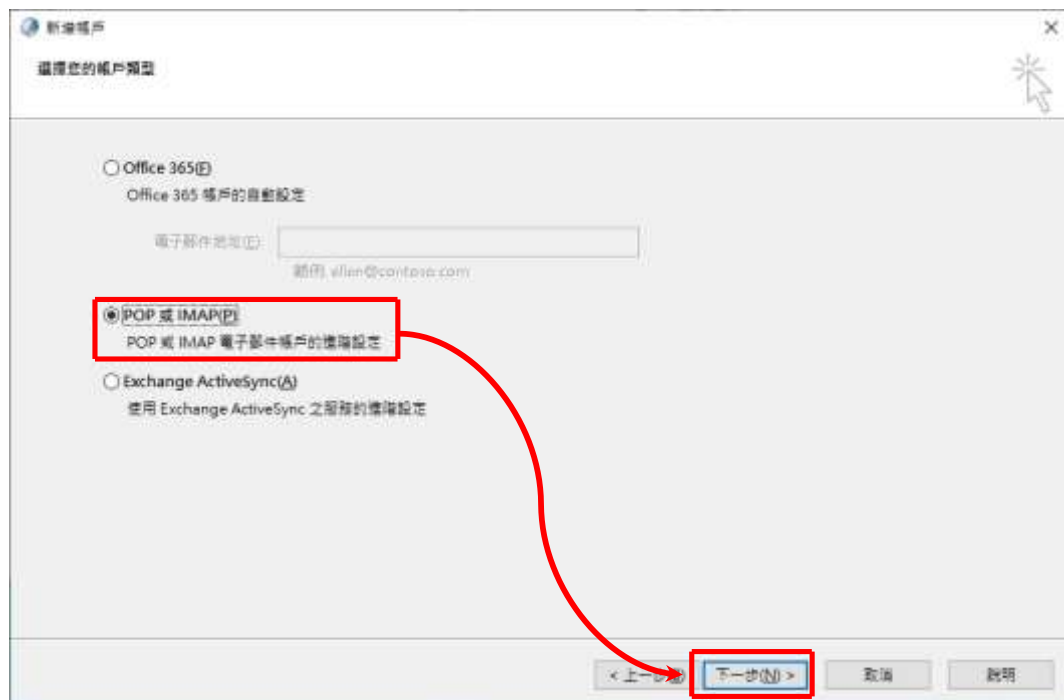 新增帳戶
選擇您的帳戶類型
Office 365(F)
Office 365 帳戶的自動設定
電子郵件地址(E):
範例: ellen@contoso.com
POP 或 IMAP(P)
POP 或 IMAP 電子郵件帳戶的進階設定
Exchange ActiveSync(A)
使用 Exchange ActiveSync 之服務的進階設定
< 上一步(B) 下一步(N) > 取消 說明